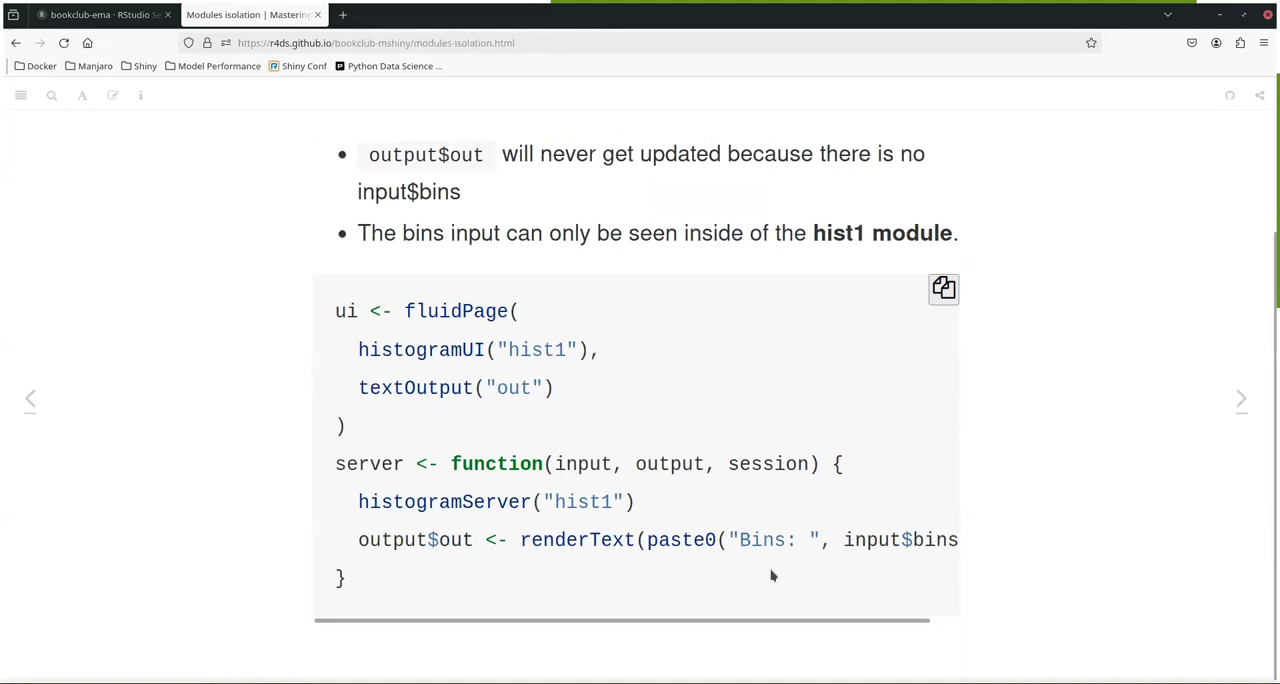 bookclub-ema · RStudio Se
Modules isolation | Mastering
https://r4ds.github.io/bookclub-mshiny/modules-isolation.html
Docker Manjaro Shiny Model Performance Shiny Conf Python Data Science ...
output$out will never get updated because there is no
input$bins
The bins input can only be seen inside of the hist1 module.
ui <- fluidPage(
histogramUI("hist1"),
textOutput("out")
)
server <- function(input, output, session) {
histogramServer("hist1")
output$out <- renderText(paste0("Bins: ", input$bins
}